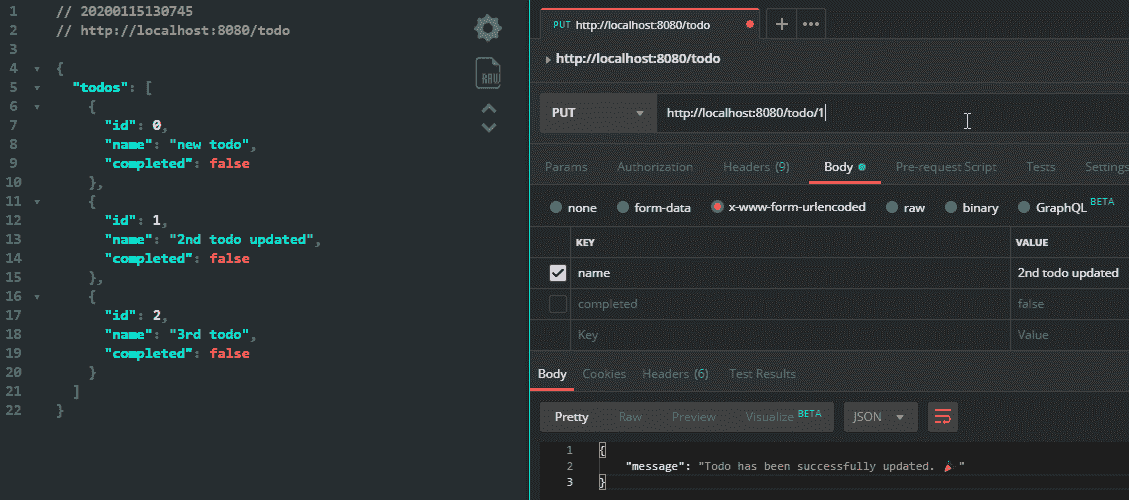 1 // 20200115130745
2 // http://localhost:8080/todo
3
4 {
5 "todos": [
6 {
7 "id": 0,
8 "name": "new todo",
9 "completed": false
10 },
11 {
12 "id": 1,
13 "name": "2nd todo updated",
14 "completed": false
15 },
16 {
17 "id": 2,
18 "name": "3rd todo",
19 "completed": false
20 }
21 ]
22 }
RAW
PUT http://localhost:8080/todo
http://localhost:8080/todo
PUT http://localhost:8080/todo/1
Params Authorization Headers (9) Body Pre-request Script Tests Settings
none form-data x-www-form-urlencoded raw binary GraphQL BETA
KEY VALUE
name 2nd todo updated
completed false
Key Value
Body Cookies Headers (6) Test Results
Pretty Raw Preview Visualize BETA JSON
1 {
2 "message": "Todo has been successfully updated. 🎉"
3 }